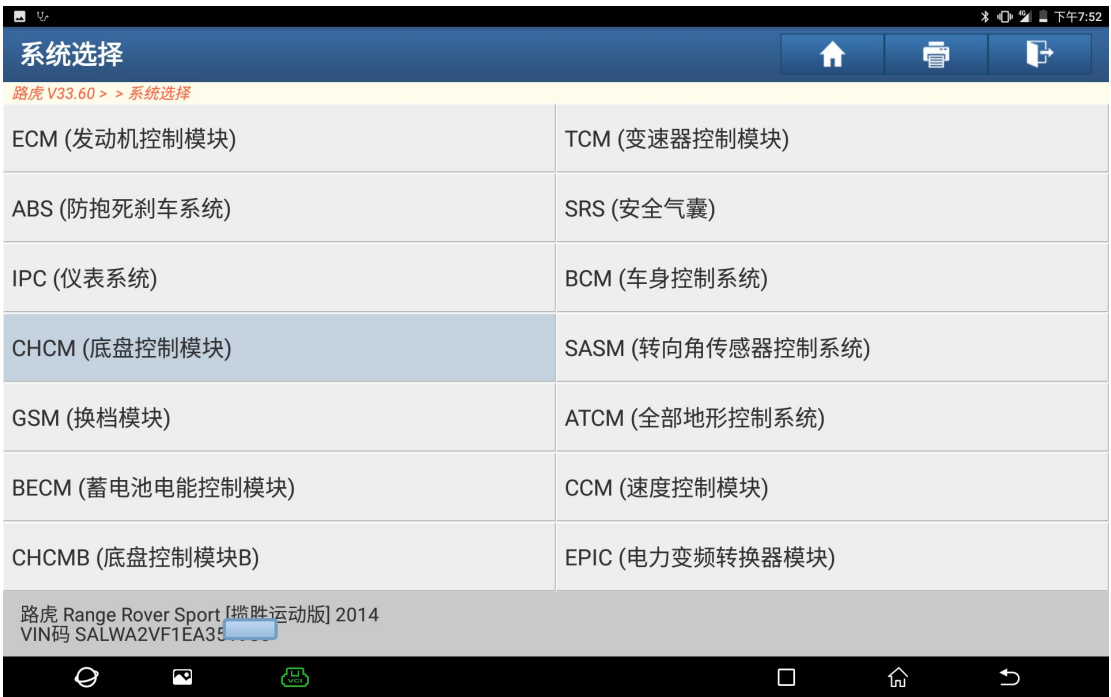 下午7:52
系统选择
路虎 V33.60 > > 系统选择
ECM (发动机控制模块)
TCM (变速器控制模块)
ABS (防抱死刹车系统)
SRS (安全气囊)
IPC (仪表系统)
BCM (车身控制系统)
CHCM (底盘控制模块)
SASM (转向角传感器控制系统)
GSM (换档模块)
ATCM (全部地形控制系统)
BECM (蓄电池电能控制模块)
CCM (速度控制模块)
CHCMB (底盘控制模块B)
EPIC (电力变频转换器模块)
路虎 Range Rover Sport [揽胜运动版] 2014
VIN码
VCI